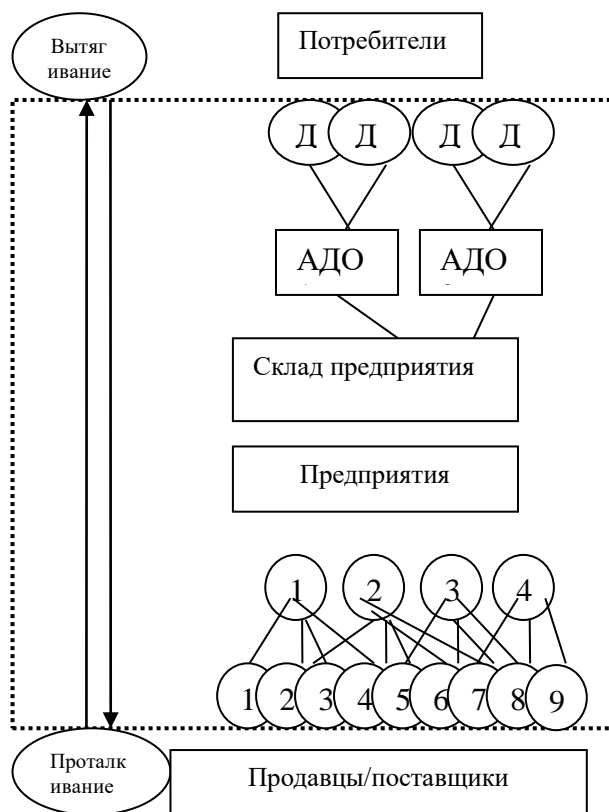 Вытяг
ивание
Потребители
Д Д Д Д
АДО АДО
Склад предприятия
Предприятия
1 2 3 4
1 2 3 4 5 6 7 8 9
Проталк
ивание
Продавцы/поставщики